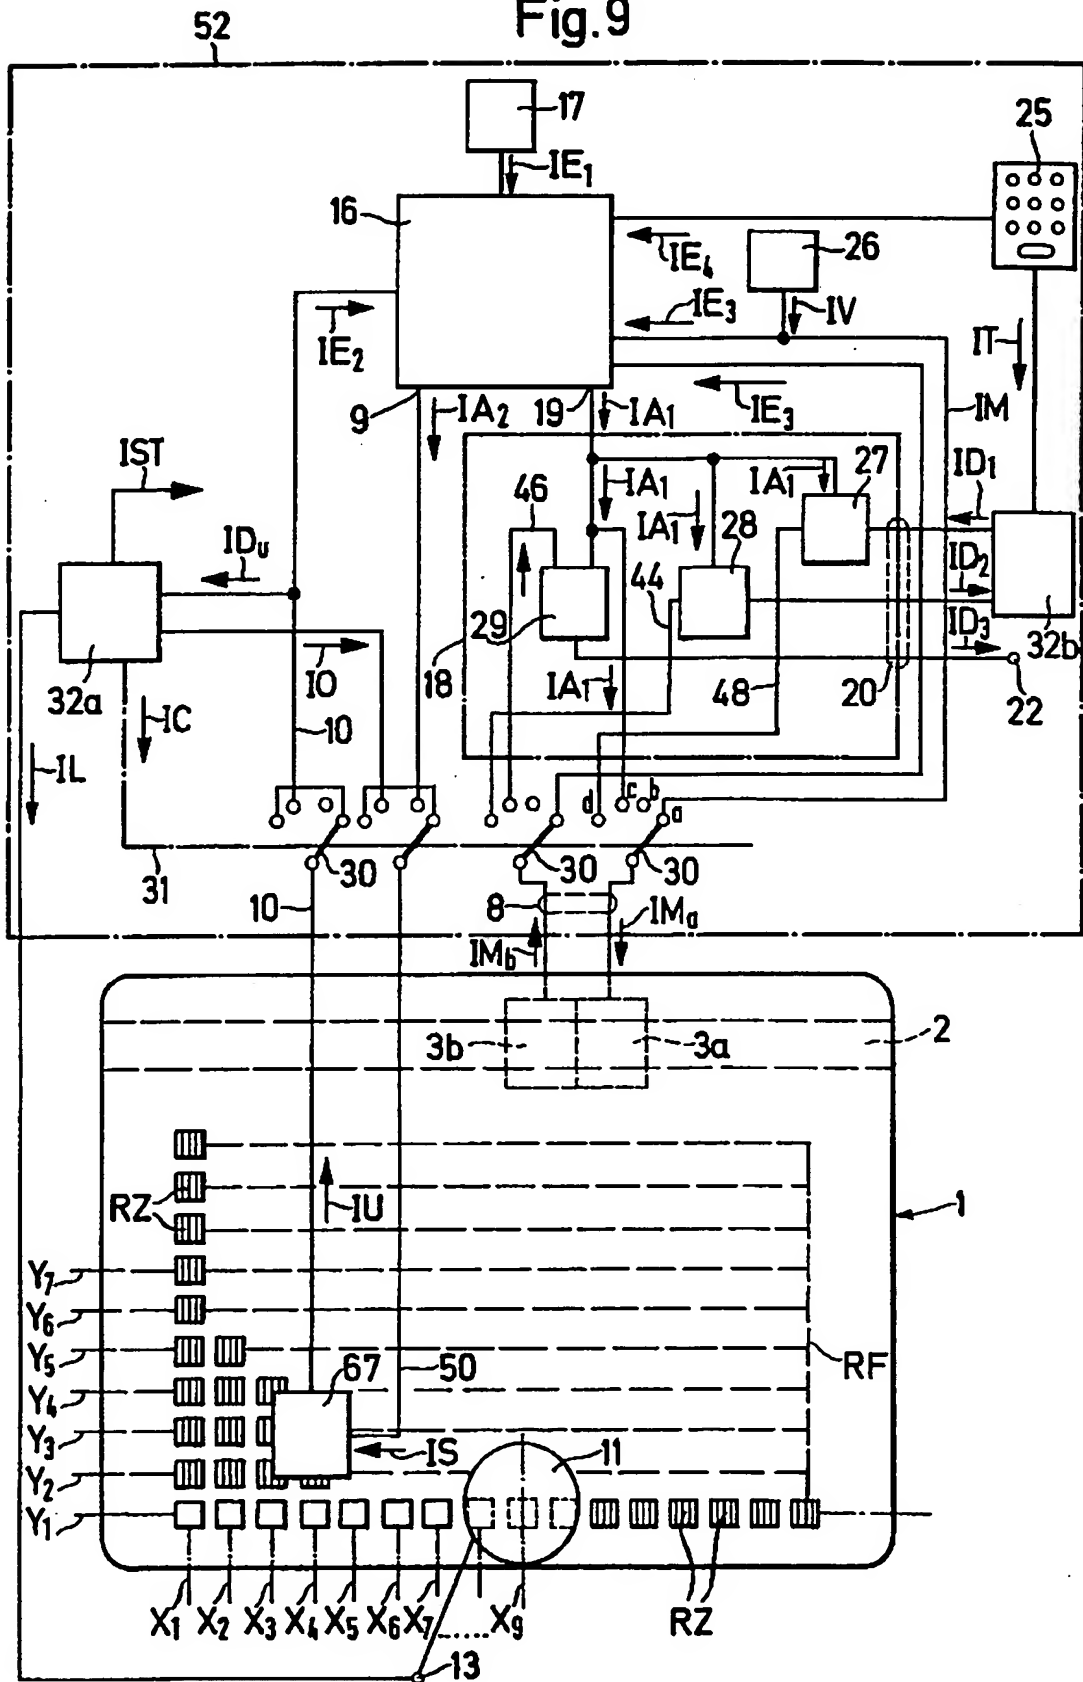 Fig.9
52
17
25
IE1
16
26
IE4
IE3
IV
IE2
IT
9
IA2
19
IA1
IE3
IM
IST
27
46
IA1
IA1
ID1
IA1
28
IDu
ID2
44
29
ID3
32b
IO
18
32a
IA1
48
20
22
10
IC
IL
d
c
b
a
31
30
30
30
10
8
IMa
IMb
2
3b
3a
RZ
IU
1
Y7
Y6
Y5
67
50
RF
Y4
Y3
IS
11
Y2
Y1
X1 X2 X3 X4 X5 X6 X7......X9
RZ
13